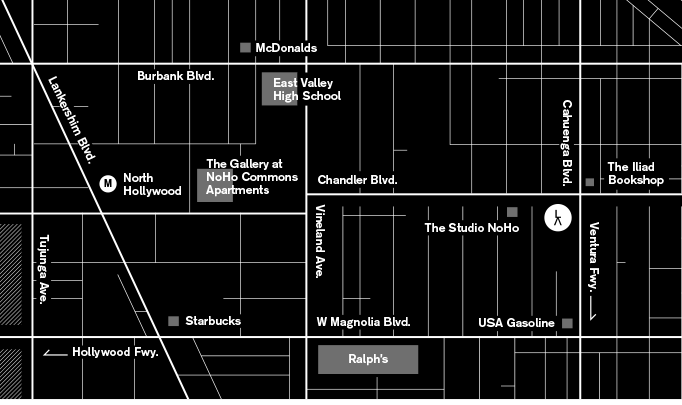 McDonalds
Burbank Blvd.
East Valley
High School
Lankershim Blvd.
Cahuenga Blvd.
The Gallery at
NoHo Commons
Apartments
M
North
Hollywood
The Iliad
Bookshop
Chandler Blvd.
Vineland Ave.
The Studio NoHo
L
Tujunga Ave.
Ventura Fwy.
Starbucks
W Magnolia Blvd.
USA Gasoline
Hollywood Fwy.
Ralph's